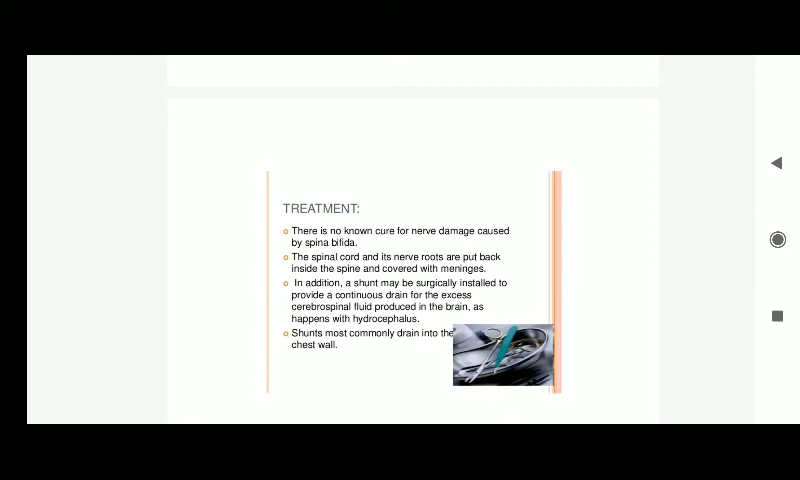 TREATMENT:
There is no known cure for nerve damage caused
by spina bifida.
The spinal cord and its nerve roots are put back
inside the spine and covered with meninges.
In addition, a shunt may be surgically installed to
provide a continuous drain for the excess
cerebrospinal fluid produced in the brain, as
happens with hydrocephalus.
Shunts most commonly drain into the
chest wall.